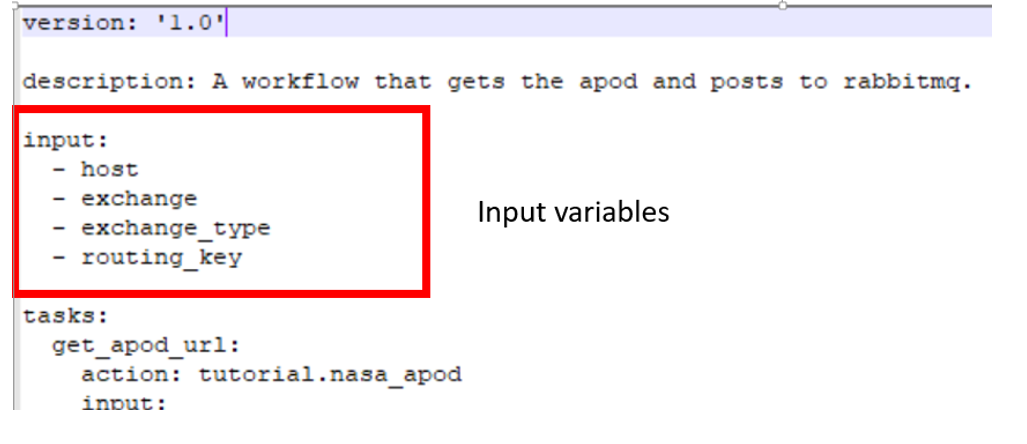 version: '1.0'
description: A workflow that gets the apod and posts to rabbitmq.
input:
  - host
  - exchange
  - exchange_type
  - routing_key
Input variables
tasks:
  get_apod_url:
    action: tutorial.nasa_apod
    input: